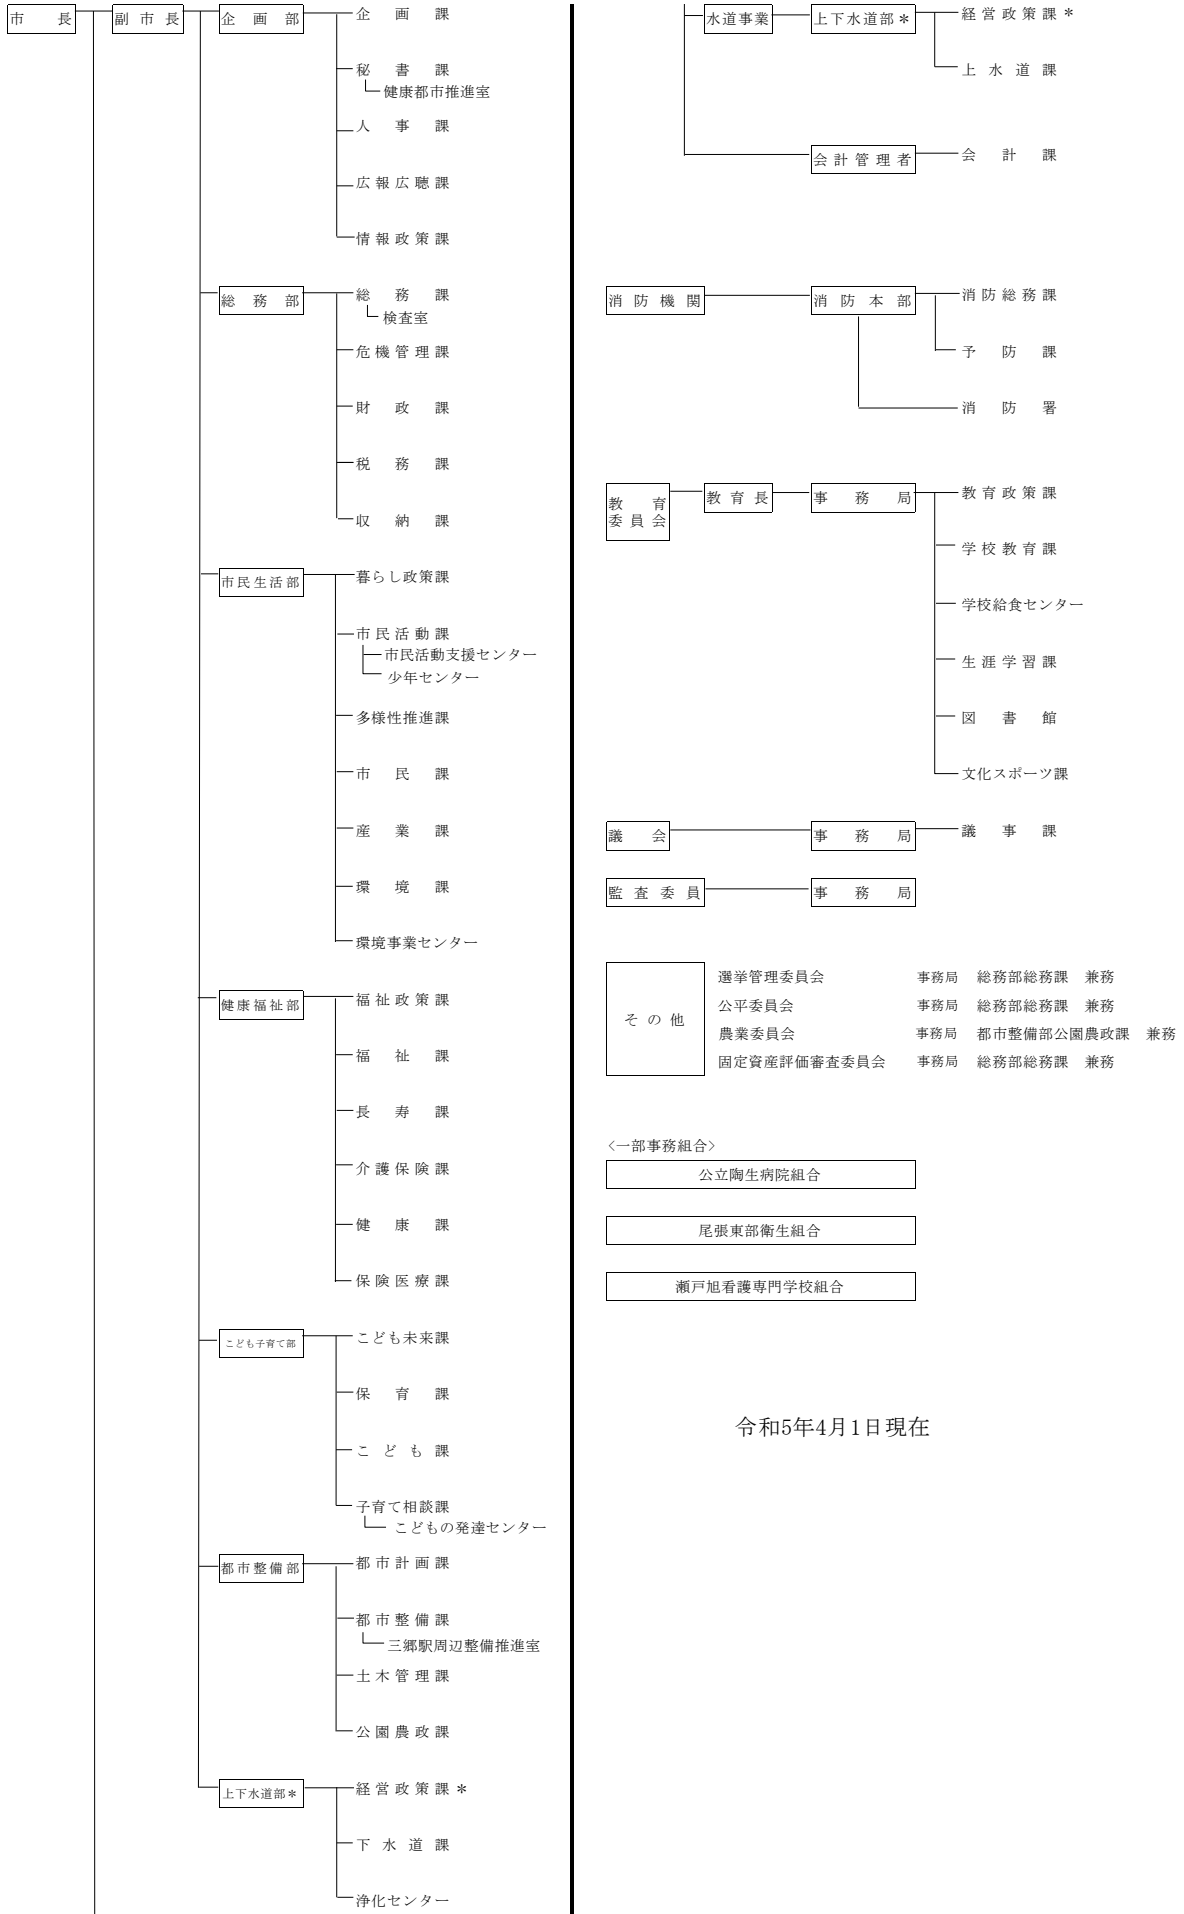 市長 副市長 企画部 企画課
秘書課
健康都市推進室
人事課
広報広聴課
情報政策課
総務部 総務課
検査室
危機管理課
財政課
税務課
収納課
市民生活部 暮らし政策課
市民活動課
市民活動支援センター
少年センター
多様性推進課
市民課
産業課
環境課
環境事業センター
健康福祉部 福祉政策課
福祉課
長寿課
介護保険課
健康課
保険医療課
こども子育て部 こども未来課
保育課
こども課
子育て相談課
こどもの発達センター
都市整備部 都市計画課
都市整備課
三郷駅周辺整備推進室
土木管理課
公園農政課
上下水道部* 経営政策課*
下水道課
浄化センター
水道事業 上下水道部* 経営政策課*
上水道課
会計管理者 会計課
消防機関 消防本部 消防総務課
予防課
消防署
教育
委員会 教育長 事務局 教育政策課
学校教育課
学校給食センター
生涯学習課
図書館
文化スポーツ課
議会 事務局 議事課
監査委員 事務局
その他
選挙管理委員会 事務局 総務部総務課 兼務
公平委員会 事務局 総務部総務課 兼務
農業委員会 事務局 都市整備部公園農政課 兼務
固定資産評価審査委員会 事務局 総務部総務課 兼務
<一部事務組合>
公立陶生病院組合
尾張東部衛生組合
瀬戸旭看護専門学校組合
令和5年4月1日現在